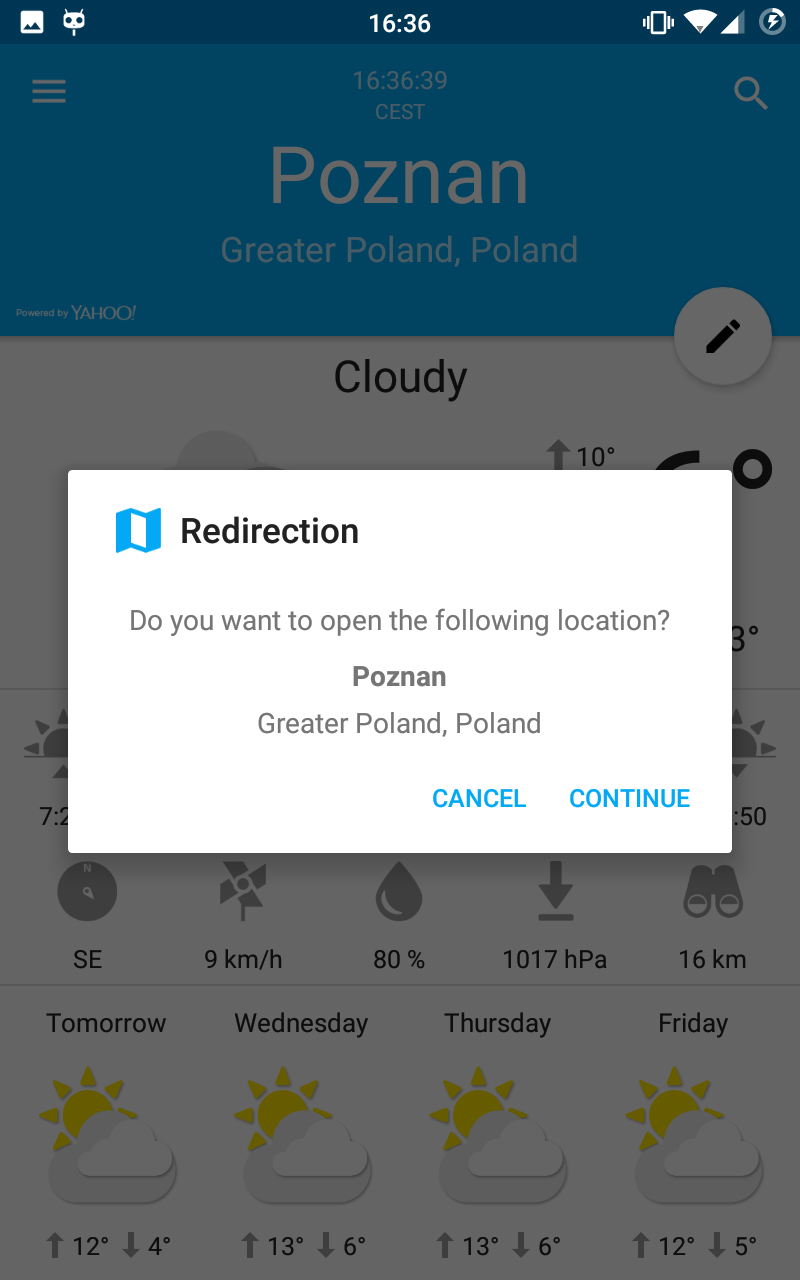 16:36
16:36:39
CEST
Poznan
Greater Poland, Poland
Powered by YAHOO!
Cloudy
10°
Redirection
Do you want to open the following location?
Poznan
Greater Poland, Poland
CANCEL CONTINUE
3°
7:2
:50
N
SE 9 km/h 80 % 1017 hPa 16 km
Tomorrow Wednesday Thursday Friday
12° 4° 13° 6° 13° 6° 12° 5°